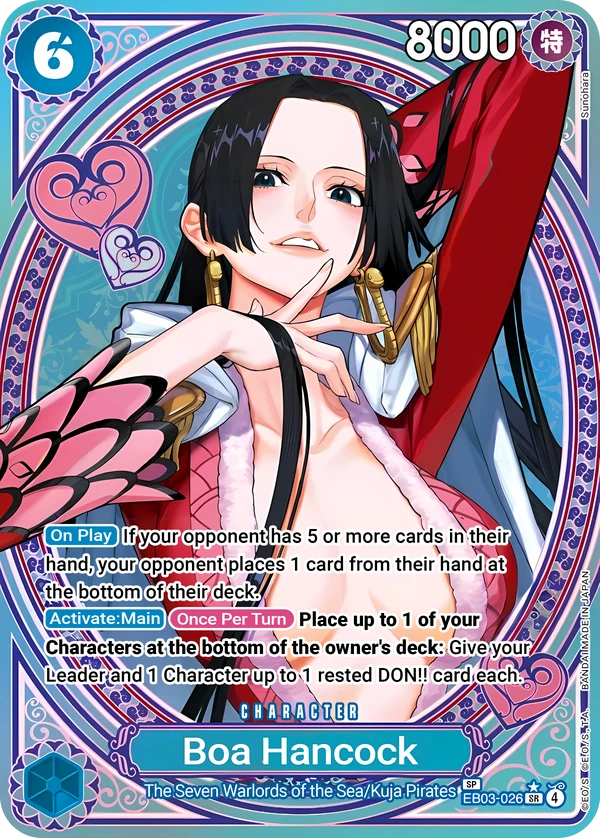 6
8000
特
Sunohara
On Play If your opponent has 5 or more cards in their
hand, your opponent places 1 card from their hand at
the bottom of their deck.
Activate:Main Once Per Turn Place up to 1 of your
Characters at the bottom of the owner's deck: Give your
Leader and 1 Character up to 1 rested DON!! card each.
CHARACTER
Boa Hancock
The Seven Warlords of the Sea/Kuja Pirates
SP
EB03-026 SR 4
©E.O./S. ©E.O./S.,T.A. BANDAI MADE IN JAPAN